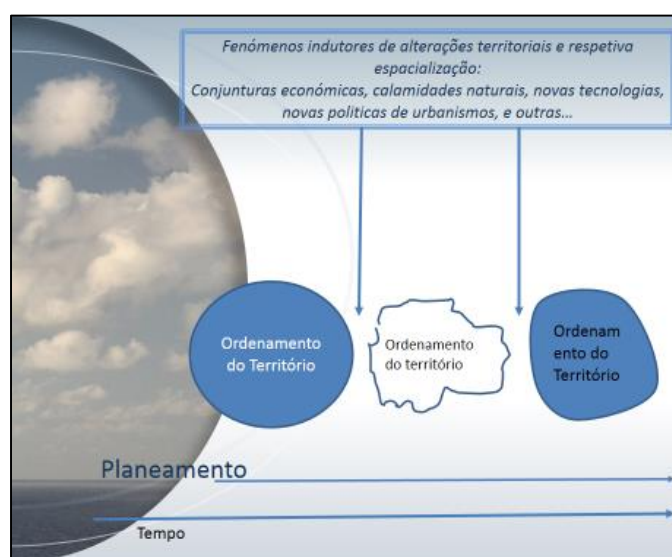 Fenómenos indutores de alterações territoriais e respetiva
espacialização:
Conjunturas económicas, calamidades naturais, novas tecnologias,
novas politicas de urbanismos, e outras...
Ordenamento
do Território
Ordenamento
do território
Ordenam
ento do
Território
Planeamento
Tempo